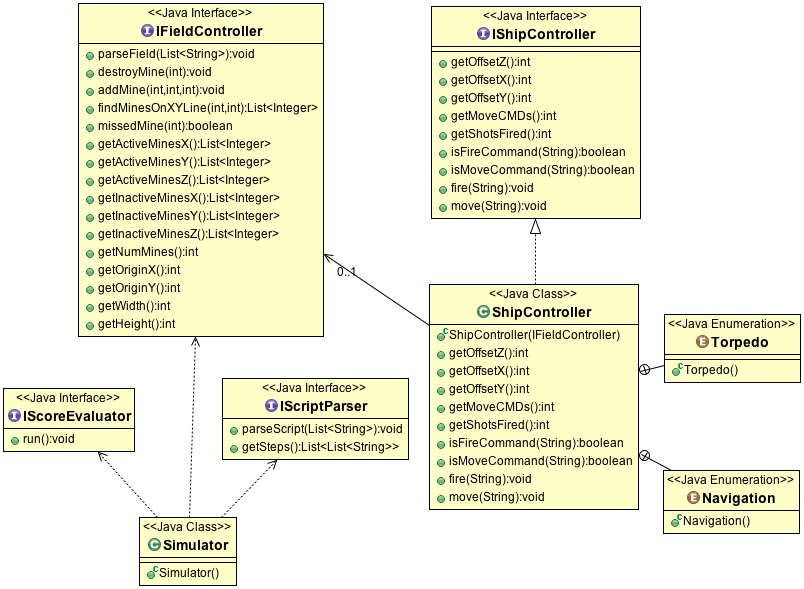 <<Java Interface>>
IFieldController
parseField(List<String>):void
destroyMine(int):void
addMine(int,int,int):void
findMinesOnXYLine(int,int):List<Integer>
missedMine(int):boolean
getActiveMinesX():List<Integer>
getActiveMinesY():List<Integer>
getActiveMinesZ():List<Integer>
getInactiveMinesX():List<Integer>
getInactiveMinesY():List<Integer>
getInactiveMinesZ():List<Integer>
getNumMines():int
getOriginX():int
getOriginY():int
getWidth():int
getHeight():int
<<Java Interface>>
IShipController
getOffsetZ():int
getOffsetX():int
getOffsetY():int
getMoveCMDs():int
getShotsFired():int
isFireCommand(String):boolean
isMoveCommand(String):boolean
fire(String):void
move(String):void
0..1
<<Java Class>>
ShipController
ShipController(IFieldController)
getOffsetZ():int
getOffsetX():int
getOffsetY():int
getMoveCMDs():int
getShotsFired():int
isFireCommand(String):boolean
isMoveCommand(String):boolean
fire(String):void
move(String):void
<<Java Enumeration>>
Torpedo
Torpedo()
<<Java Enumeration>>
Navigation
Navigation()
<<Java Interface>>
IScoreEvaluator
run():void
<<Java Interface>>
IScriptParser
parseScript(List<String>):void
getSteps():List<List<String>>
<<Java Class>>
Simulator
Simulator()